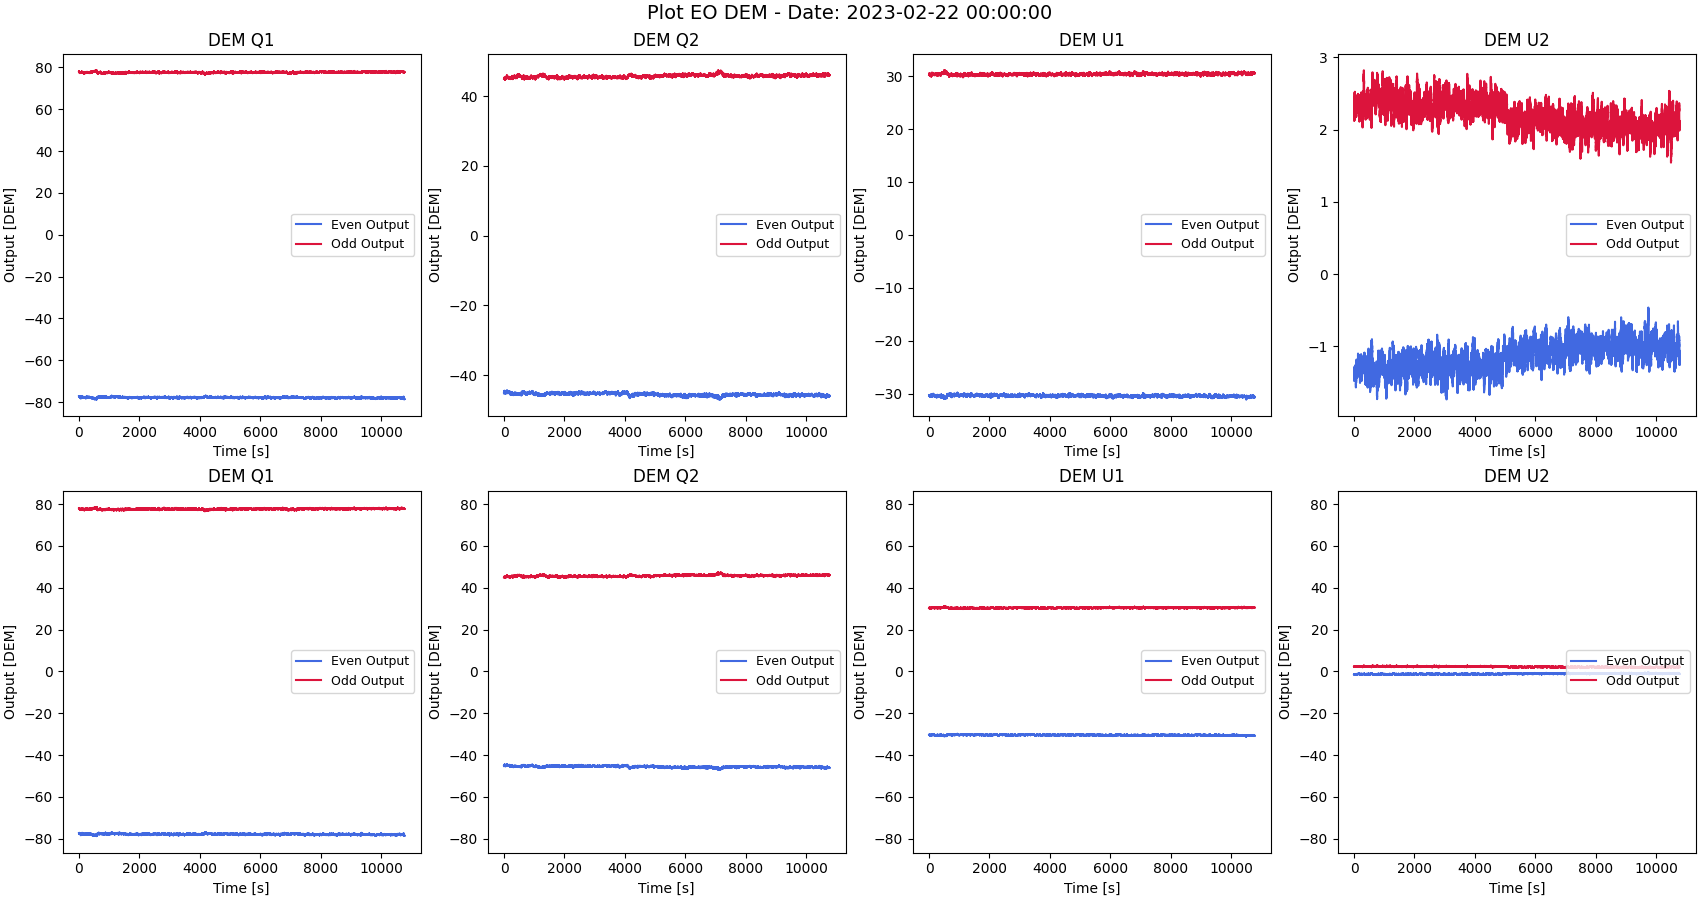 Plot EO DEM - Date: 2023-02-22 00:00:00
DEM Q1
Output [DEM]
80
60
40
20
0
−20
−40
−60
−80
Even Output
Odd Output
0 2000 4000 6000 8000 10000
Time [s]
DEM Q2
Output [DEM]
40
20
0
−20
−40
Even Output
Odd Output
0 2000 4000 6000 8000 10000
Time [s]
DEM U1
Output [DEM]
30
20
10
0
−10
−20
−30
Even Output
Odd Output
0 2000 4000 6000 8000 10000
Time [s]
DEM U2
Output [DEM]
3
2
1
0
−1
Even Output
Odd Output
0 2000 4000 6000 8000 10000
Time [s]
DEM Q1
Output [DEM]
80
60
40
20
0
−20
−40
−60
−80
Even Output
Odd Output
0 2000 4000 6000 8000 10000
Time [s]
DEM Q2
Output [DEM]
80
60
40
20
0
−20
−40
−60
−80
Even Output
Odd Output
0 2000 4000 6000 8000 10000
Time [s]
DEM U1
Output [DEM]
80
60
40
20
0
−20
−40
−60
−80
Even Output
Odd Output
0 2000 4000 6000 8000 10000
Time [s]
DEM U2
Output [DEM]
80
60
40
20
0
−20
−40
−60
−80
Even Output
Odd Output
0 2000 4000 6000 8000 10000
Time [s]